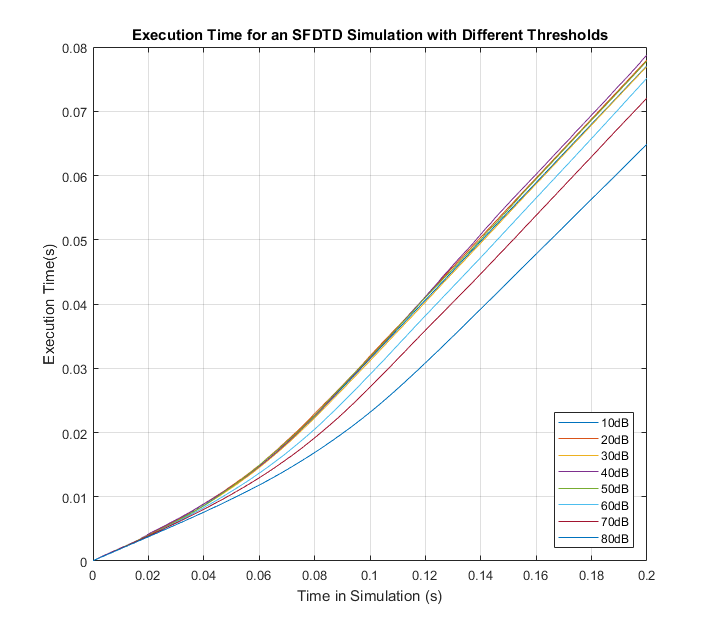 Execution Time for an SFDTD Simulation with Different Thresholds
0.08
0.07
0.06
0.05
0.04
0.03
0.02
0.01
0
Execution Time(s)
10dB
20dB
30dB
40dB
50dB
60dB
70dB
80dB
0 0.02 0.04 0.06 0.08 0.1 0.12 0.14 0.16 0.18 0.2
Time in Simulation (s)